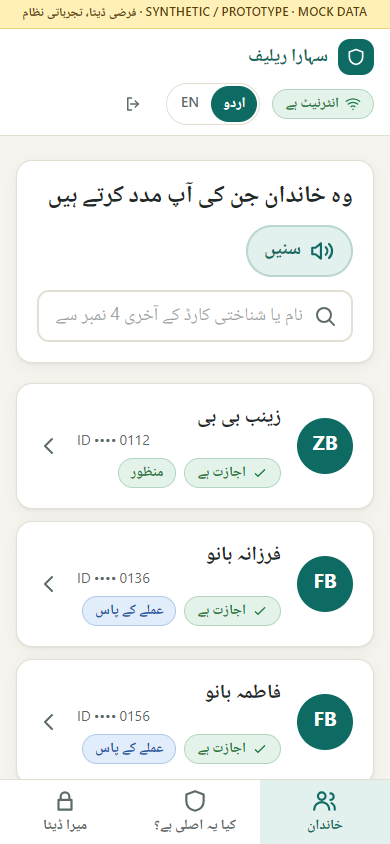 SYNTHETIC / PROTOTYPE · MOCK DATA · فرضی ڈیٹا، تجرباتی نظام
سہارا ریلیف
انٹرنیٹ ہے
اردو
EN
وہ خاندان جن کی آپ مدد کرتے ہیں
سنیں
نام یا شناختی کارڈ کے آخری 4 نمبر سے
ZB
زینب بی بی
ID •••• 0112
اجازت ہے
منظور
FB
فرزانہ بانو
ID •••• 0136
اجازت ہے
عملے کے پاس
FB
فاطمہ بانو
ID •••• 0156
اجازت ہے
عملے کے پاس
خاندان
کیا یہ اصلی ہے؟
میرا ڈیٹا